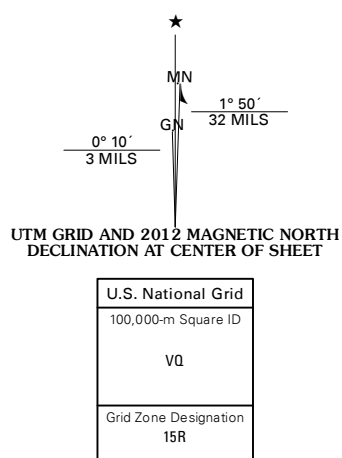 ★
MN
1° 50´
32 MILS
GN
0° 10´
3 MILS
UTM GRID AND 2012 MAGNETIC NORTH
DECLINATION AT CENTER OF SHEET
U.S. National Grid
100,000-m Square ID
VQ
Grid Zone Designation
15R